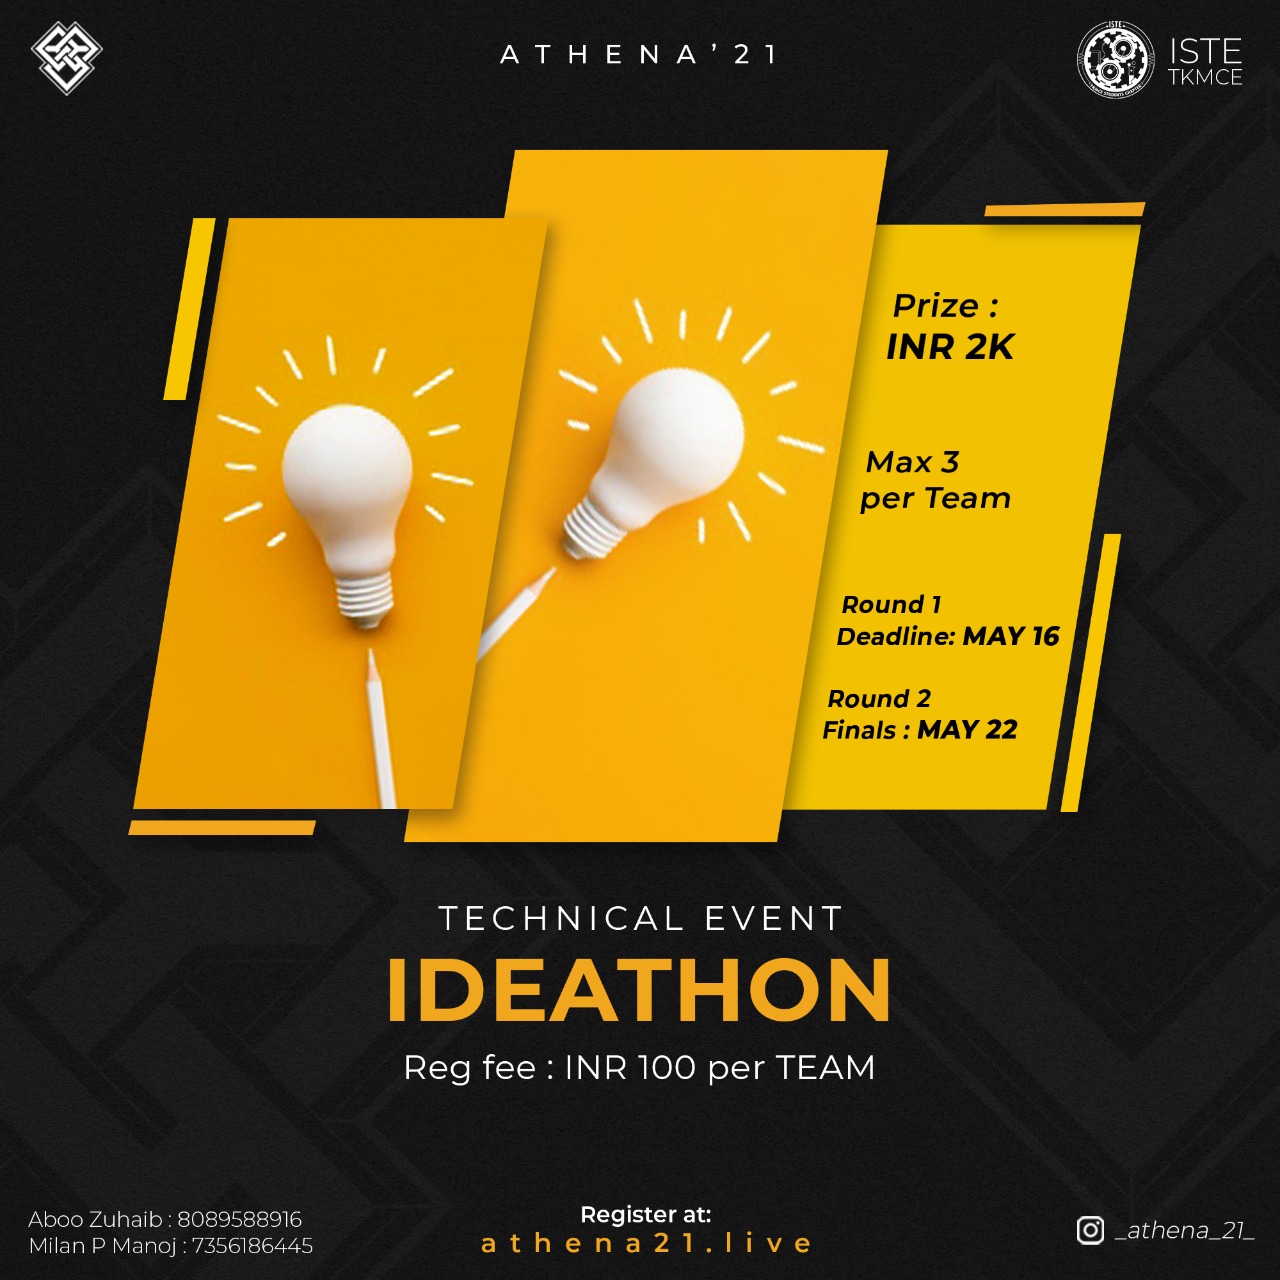 ATHENA’21
ISTE
TKMCE
Prize :
INR 2K
Max 3
per Team
Round 1
Deadline: MAY 16
Round 2
Finals : MAY 22
TECHNICAL EVENT
IDEATHON
Reg fee : INR 100 per TEAM
Aboo Zuhaib : 8089588916
Milan P Manoj : 7356186445
Register at:
athena21.live
_athena_21_